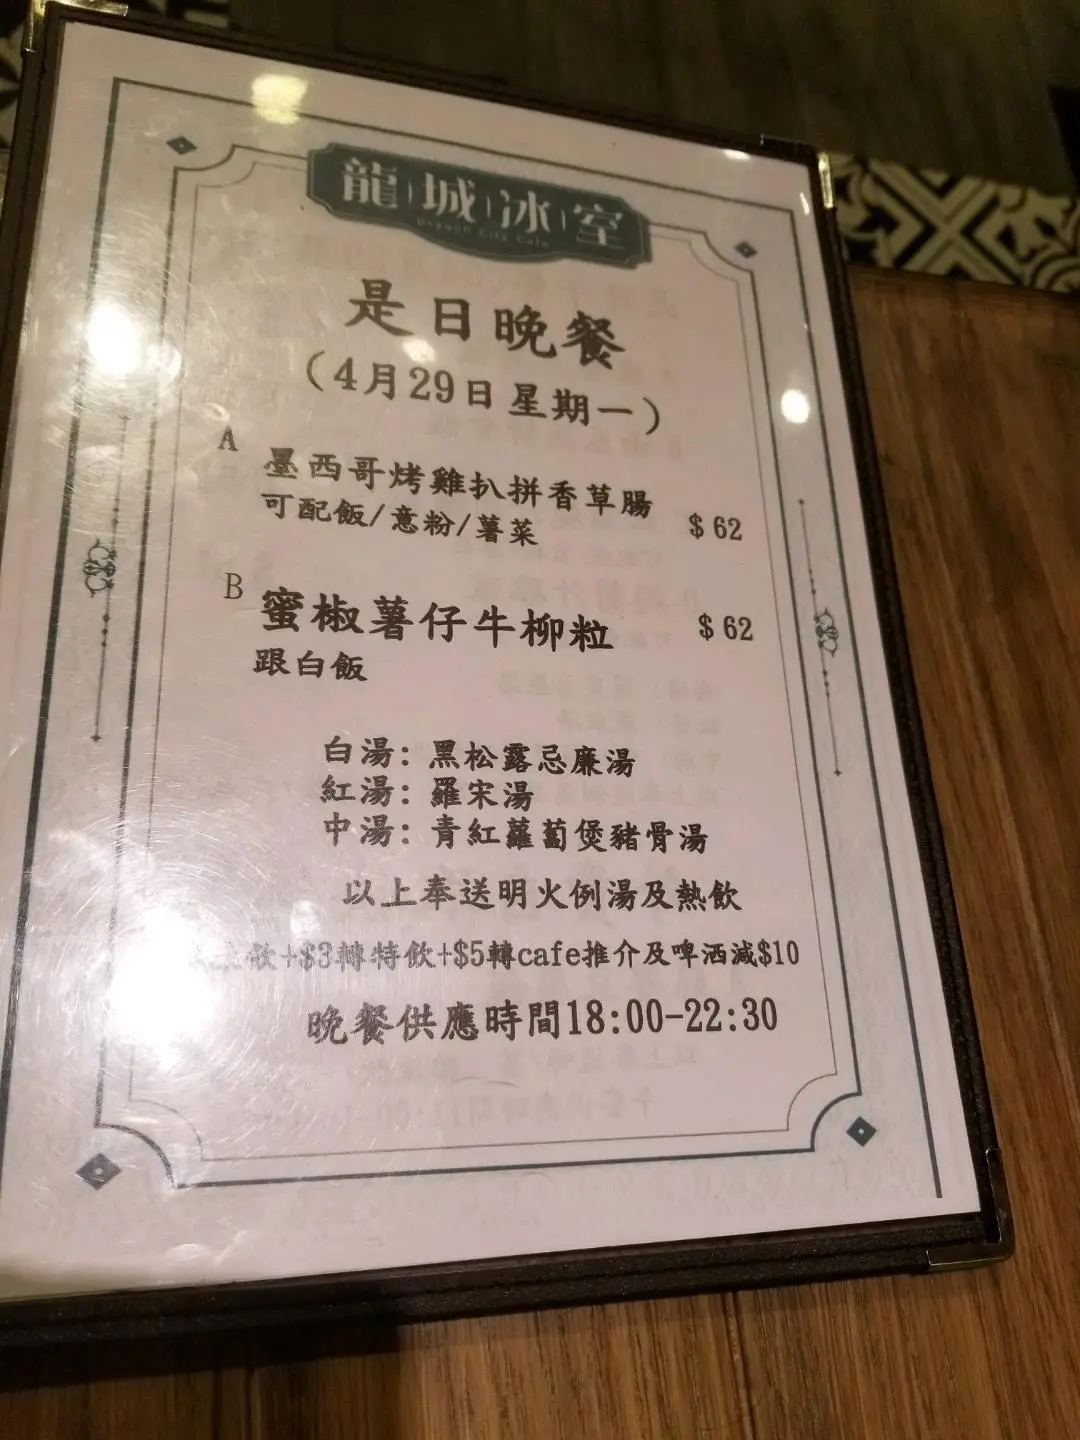 龍城冰室
Dragon City Cafe
是日晚餐
(4月29日星期一)
A
墨西哥烤雞扒拼香草腸
可配飯/意粉/薯菜 $62
B
蜜椒薯仔牛柳粒 $62
跟白飯
白湯：黑松露忌廉湯
紅湯：羅宋湯
中湯：青紅蘿蔔煲豬骨湯
以上奉送明火例湯及熱飲
飲+$3轉特飲+$5轉cafe推介及啤酒減$10
晚餐供應時間18:00-22:30